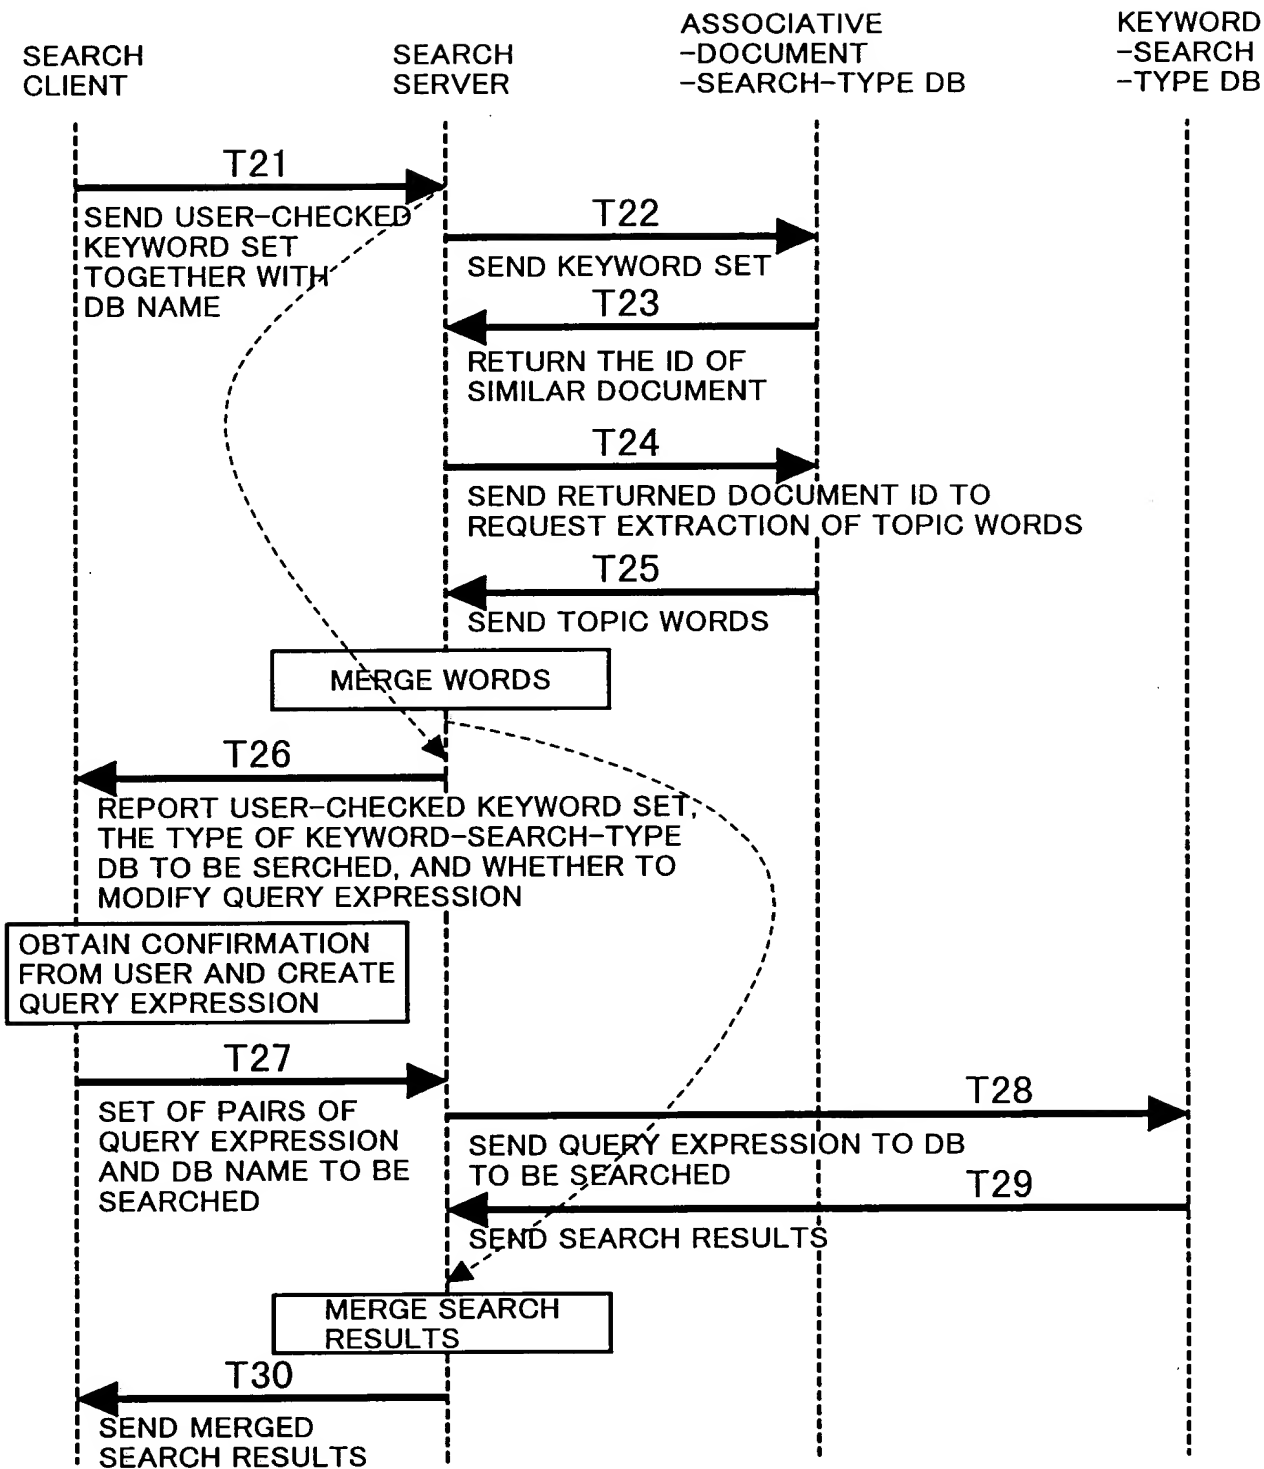 SEARCH
CLIENT
SEARCH
SERVER
ASSOCIATIVE
-DOCUMENT
-SEARCH-TYPE DB
KEYWORD
-SEARCH
-TYPE DB
T21
SEND USER-CHECKED
KEYWORD SET
TOGETHER WITH
DB NAME
T22
SEND KEYWORD SET
T23
RETURN THE ID OF
SIMILAR DOCUMENT
T24
SEND RETURNED DOCUMENT ID TO
REQUEST EXTRACTION OF TOPIC WORDS
T25
SEND TOPIC WORDS
MERGE WORDS
T26
REPORT USER-CHECKED KEYWORD SET,
THE TYPE OF KEYWORD-SEARCH-TYPE
DB TO BE SERCHED, AND WHETHER TO
MODIFY QUERY EXPRESSION
OBTAIN CONFIRMATION
FROM USER AND CREATE
QUERY EXPRESSION
T27
SET OF PAIRS OF
QUERY EXPRESSION
AND DB NAME TO BE
SEARCHED
T28
SEND QUERY EXPRESSION TO DB
TO BE SEARCHED
T29
SEND SEARCH RESULTS
MERGE SEARCH
RESULTS
T30
SEND MERGED
SEARCH RESULTS